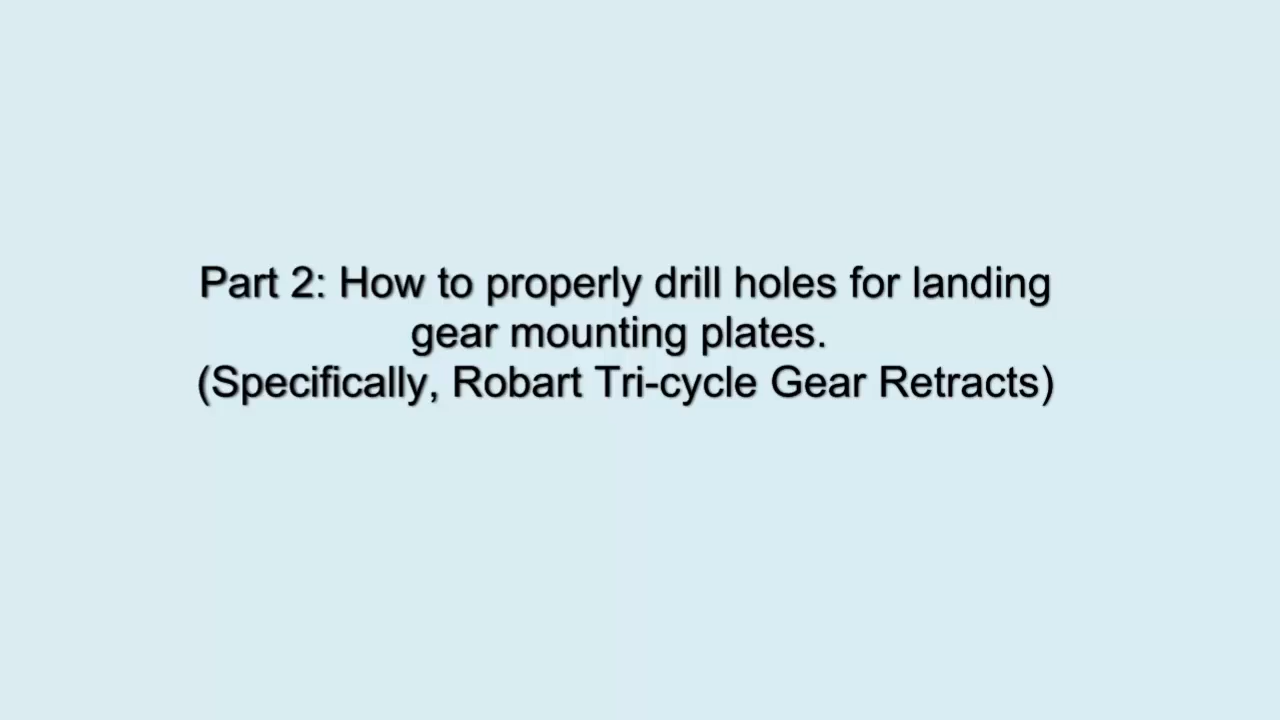 Part 2: How to properly drill holes for landing
gear mounting plates.
(Specifically, Robart Tri-cycle Gear Retracts)